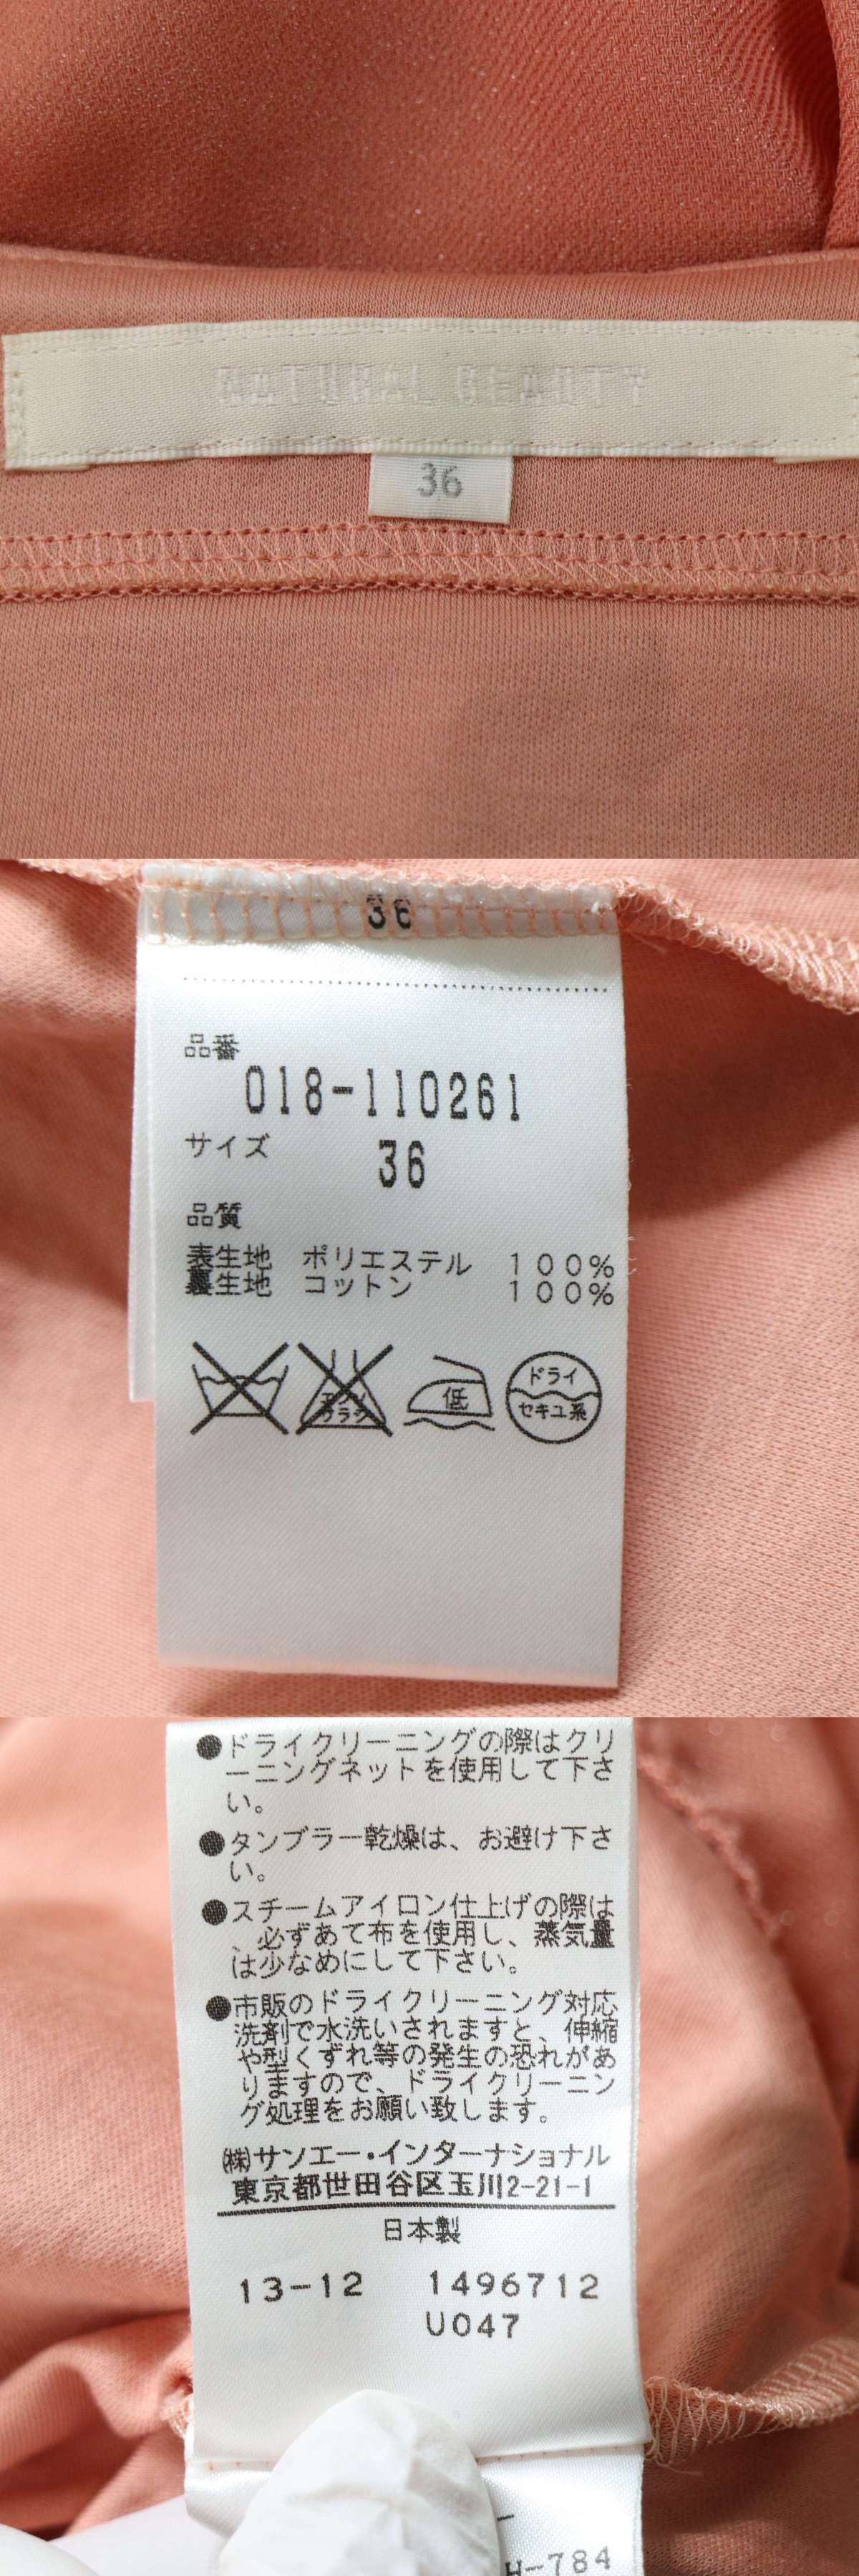 NATURAL BEAUTY
36
36
品番
018-110261
サイズ 36
品質
表生地 ポリエステル 100%
裏生地 コットン 100%
エンソ
サラシ
低
ドライ
セキユ系
●ドライクリーニングの際はクリ
ーニングネットを使用して下さ
い。
●タンブラー乾燥は、お避け下さ
い。
●スチームアイロン仕上げの際は
、必ずあて布を使用し、蒸気量
は少なめにして下さい。
●市販のドライクリーニング対応
洗剤で水洗いされますと、伸縮
や型くずれ等の発生の恐れがあ
りますので、ドライクリーニン
グ処理をお願い致します。
㈱サンエー・インターナショナル
東京都世田谷区玉川2-21-1
日本製
13-12 1496712
U047
H-784